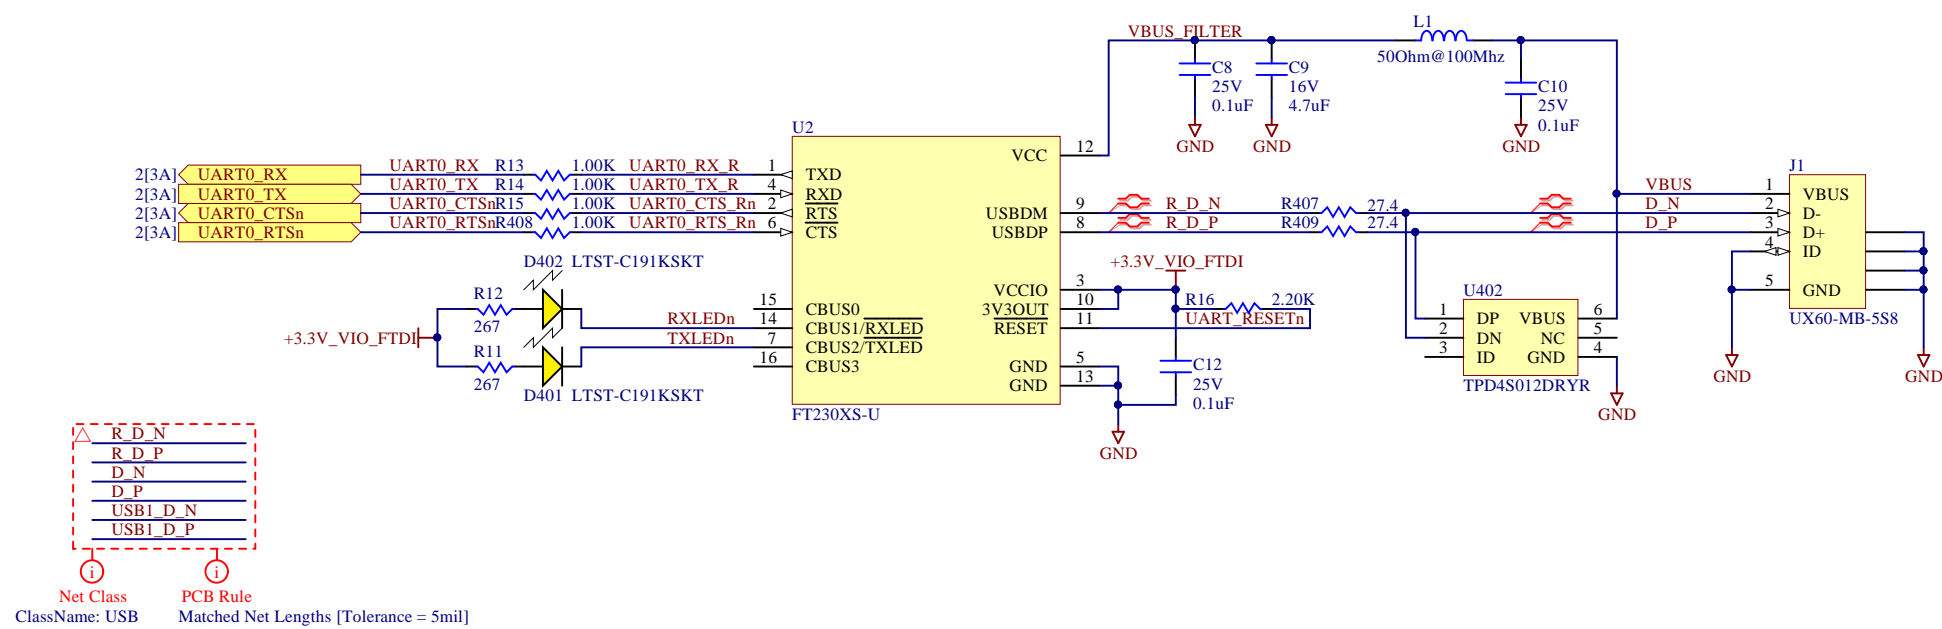 L1
VBUS_FILTER
50Ohm@100Mhz
C8
25V
0.1uF
C9
16V
4.7uF
C10
25V
0.1uF
GND
GND
GND
U2
VCC 12
2[3A] UART0_RX UART0_RX R13 1.00K UART0_RX_R 1 TXD
2[3A] UART0_TX UART0_TX R14 1.00K UART0_TX_R 4 RXD
2[3A] UART0_CTSn UART0_CTSn R15 1.00K UART0_CTS_Rn 2 RTS
2[3A] UART0_RTSn UART0_RTSn R408 1.00K UART0_RTS_Rn 6 CTS
USBDM 9 R_D_N R407 27.4 D_N
USBDP 8 R_D_P R409 27.4 D_P
J1
VBUS 1 VBUS
2 D-
3 D+
4 ID
5 GND
UX60-MB-5S8
GND
GND
D402 LTST-C191KSKT
R12
267
+3.3V_VIO_FTDI
R11
267
D401 LTST-C191KSKT
15 CBUS0
RXLEDn 14 CBUS1/RXLED
TXLEDn 7 CBUS2/TXLED
16 CBUS3
+3.3V_VIO_FTDI
VCCIO 3
3V3OUT 10
RESET 11
R16 2.20K
UART_RESETn
GND 5
GND 13
C12
25V
0.1uF
FT230XS-U
GND
U402
1 DP VBUS 6
2 DN NC 5
3 ID GND 4
TPD4S012DRYR
GND
R_D_N
R_D_P
D_N
D_P
USB1_D_N
USB1_D_P
i i
Net Class PCB Rule
ClassName: USB Matched Net Lengths [Tolerance = 5mil]